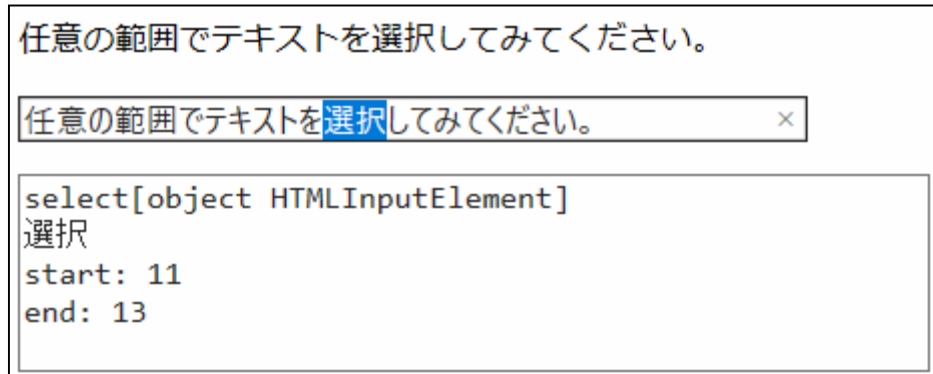 任意の範囲でテキストを選択してみてください。
任意の範囲でテキストを選択してみてください。 ×
select[object HTMLInputElement]
選択
start: 11
end: 13